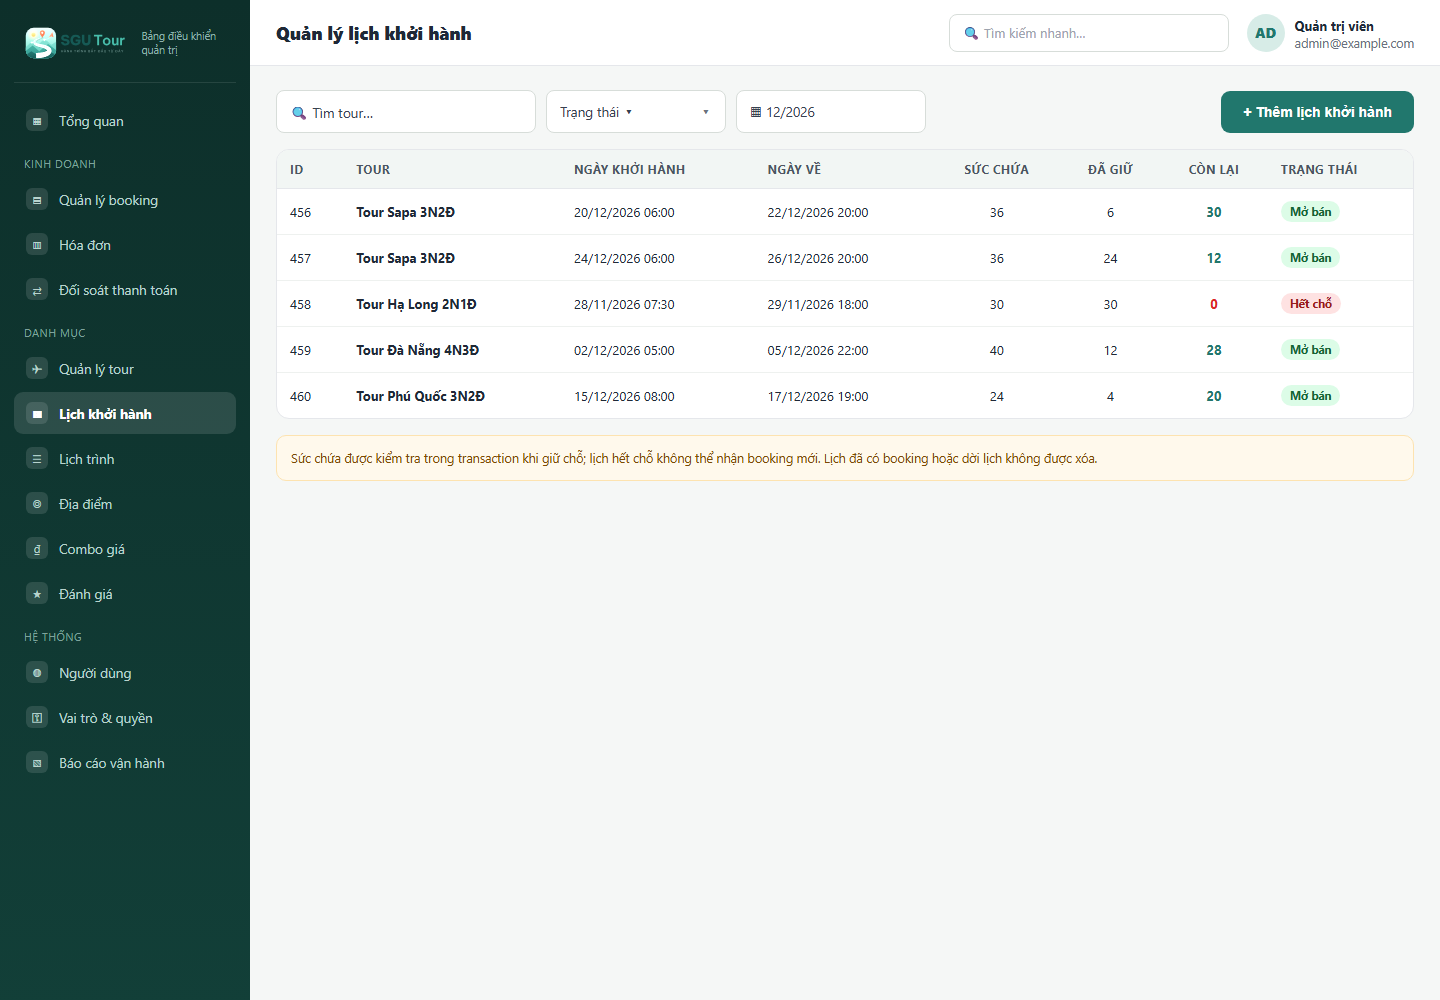 SGU Tour
Bảng điều khiển
quản trị
Tổng quan
KINH DOANH
Quản lý booking
Hóa đơn
Đối soát thanh toán
DANH MỤC
Quản lý tour
Lịch khởi hành
Lịch trình
Địa điểm
Combo giá
Đánh giá
HỆ THỐNG
Người dùng
Vai trò & quyền
Báo cáo vận hành
Quản lý lịch khởi hành
Tìm kiếm nhanh...
AD
Quản trị viên
admin@example.com
Tìm tour...
Trạng thái
12/2026
+ Thêm lịch khởi hành
ID TOUR NGÀY KHỞI HÀNH NGÀY VỀ SỨC CHỨA ĐÃ GIỮ CÒN LẠI TRẠNG THÁI
456 Tour Sapa 3N2Đ 20/12/2026 06:00 22/12/2026 20:00 36 6 30 Mở bán
457 Tour Sapa 3N2Đ 24/12/2026 06:00 26/12/2026 20:00 36 24 12 Mở bán
458 Tour Hạ Long 2N1Đ 28/11/2026 07:30 29/11/2026 18:00 30 30 0 Hết chỗ
459 Tour Đà Nẵng 4N3Đ 02/12/2026 05:00 05/12/2026 22:00 40 12 28 Mở bán
460 Tour Phú Quốc 3N2Đ 15/12/2026 08:00 17/12/2026 19:00 24 4 20 Mở bán
Sức chứa được kiểm tra trong transaction khi giữ chỗ; lịch hết chỗ không thể nhận booking mới. Lịch đã có booking hoặc dời lịch không được xóa.